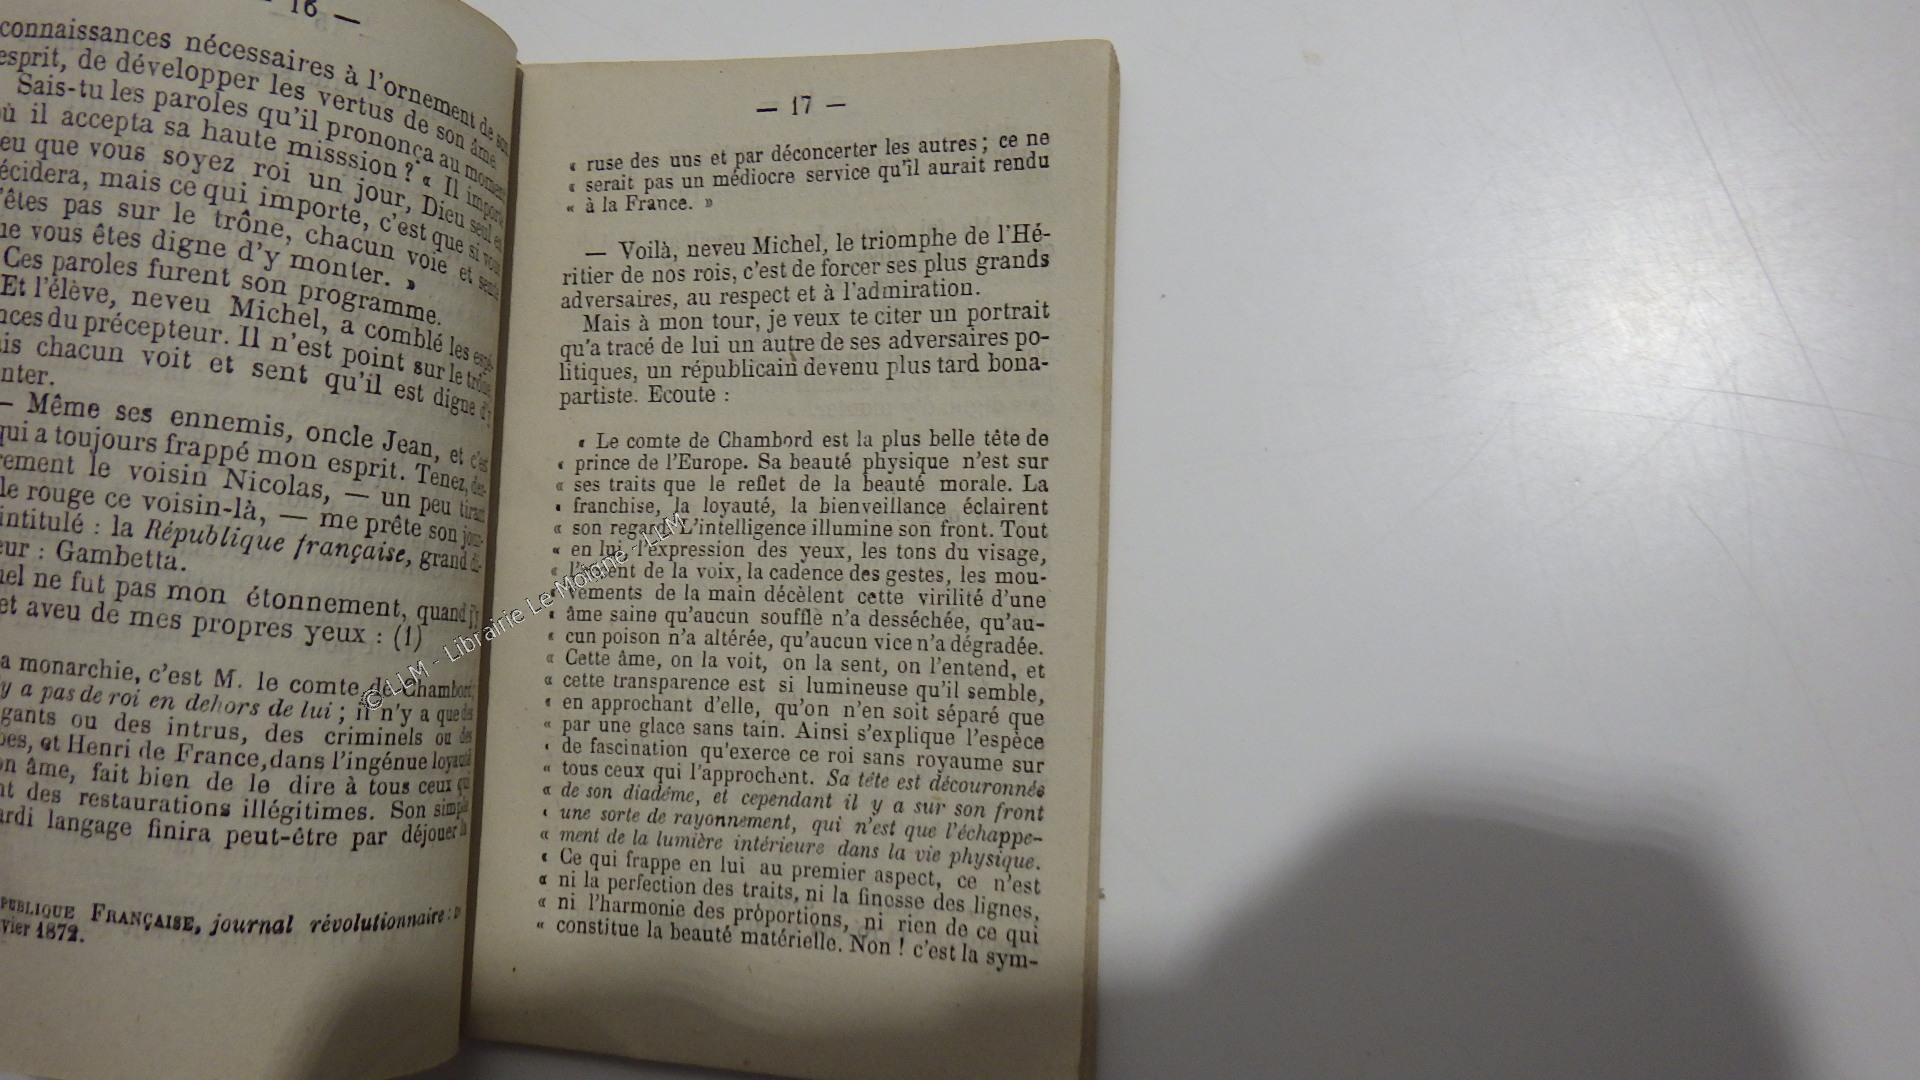 — 16 —
connaissances nécessaires à l'ornement de son
esprit, de développer les vertus de son âme.
Sais-tu les paroles qu'il prononça au moment
où il accepta sa haute misssion ? « Il importe
eu que vous soyez roi un jour, Dieu seul en
écidera, mais ce qui importe, c'est que si vous
'êtes pas sur le trône, chacun voie et sente
ue vous êtes digne d'y monter. »
Ces paroles furent son programme.
Et l'élève, neveu Michel, a comblé les espé-
nces du précepteur. Il n'est point sur le trône,
is chacun voit et sent qu'il est digne d'y
nter.
— Même ses ennemis, oncle Jean, et c'est
qui a toujours frappé mon esprit. Tenez, der-
rement le voisin Nicolas, — un peu tirant
le rouge ce voisin-là, — me prête son jour-
intitulé : la République française, grand di-
eur : Gambetta.
uel ne fut pas mon étonnement, quand j'y
et aveu de mes propres yeux : (1)
a monarchie, c'est M. le comte de Chambord,
y a pas de roi en dehors de lui ; il n'y a que des
gants ou des intrus, des criminels ou des
pes, et Henri de France, dans l'ingénue loyauté
on âme, fait bien de le dire à tous ceux qui
nt des restaurations illégitimes. Son simple
ardi langage finira peut-être par déjouer la
PUBLIQUE FRANÇAISE, journal révolutionnaire :
vier 1872.
— 17 —
« ruse des uns et par déconcerter les autres ; ce ne
« serait pas un médiocre service qu'il aurait rendu
« à la France. »
— Voilà, neveu Michel, le triomphe de l'Hé-
ritier de nos rois, c'est de forcer ses plus grands
adversaires, au respect et à l'admiration.
Mais à mon tour, je veux te citer un portrait
qu'a tracé de lui un autre de ses adversaires po-
litiques, un républicain devenu plus tard bona-
partiste. Ecoute :
« Le comte de Chambord est la plus belle tête de
« prince de l'Europe. Sa beauté physique n'est sur
« ses traits que le reflet de la beauté morale. La
« franchise, la loyauté, la bienveillance éclairent
« son regard. L'intelligence illumine son front. Tout
« en lui, l'expression des yeux, les tons du visage,
« l'accent de la voix, la cadence des gestes, les mou-
« vements de la main décèlent cette virilité d'une
« âme saine qu'aucun souffle n'a desséchée, qu'au-
« cun poison n'a altérée, qu'aucun vice n'a dégradée.
« Cette âme, on la voit, on la sent, on l'entend, et
« cette transparence est si lumineuse qu'il semble,
« en approchant d'elle, qu'on n'en soit séparé que
« par une glace sans tain. Ainsi s'explique l'espèce
« de fascination qu'exerce ce roi sans royaume sur
« tous ceux qui l'approchent. Sa tête est découronnée
« de son diadème, et cependant il y a sur son front
« une sorte de rayonnement, qui n'est que l'échappe-
« ment de la lumière intérieure dans la vie physique.
« Ce qui frappe en lui au premier aspect, ce n'est
« ni la perfection des traits, ni la finesse des lignes,
« ni l'harmonie des proportions, ni rien de ce qui
« constitue la beauté matérielle. Non ! c'est la sym-
© LLM - Librairie Le Moigne - LLM